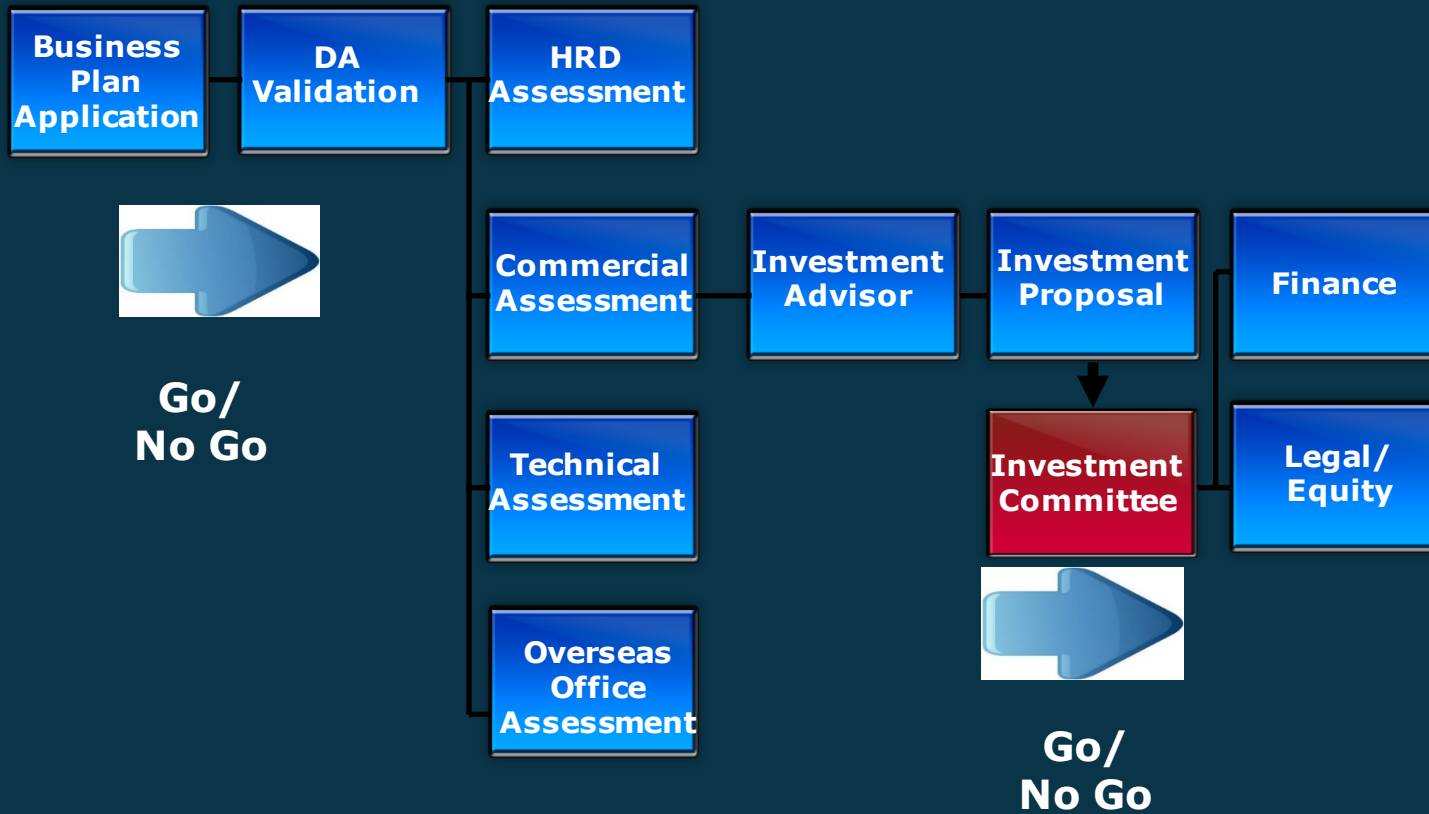 Business
Plan
Application
DA
Validation
HRD
Assessment
Go/
No Go
Commercial
Assessment
Investment
Advisor
Investment
Proposal
Finance
Technical
Assessment
Investment
Committee
Legal/
Equity
Overseas
Office
Assessment
Go/
No Go